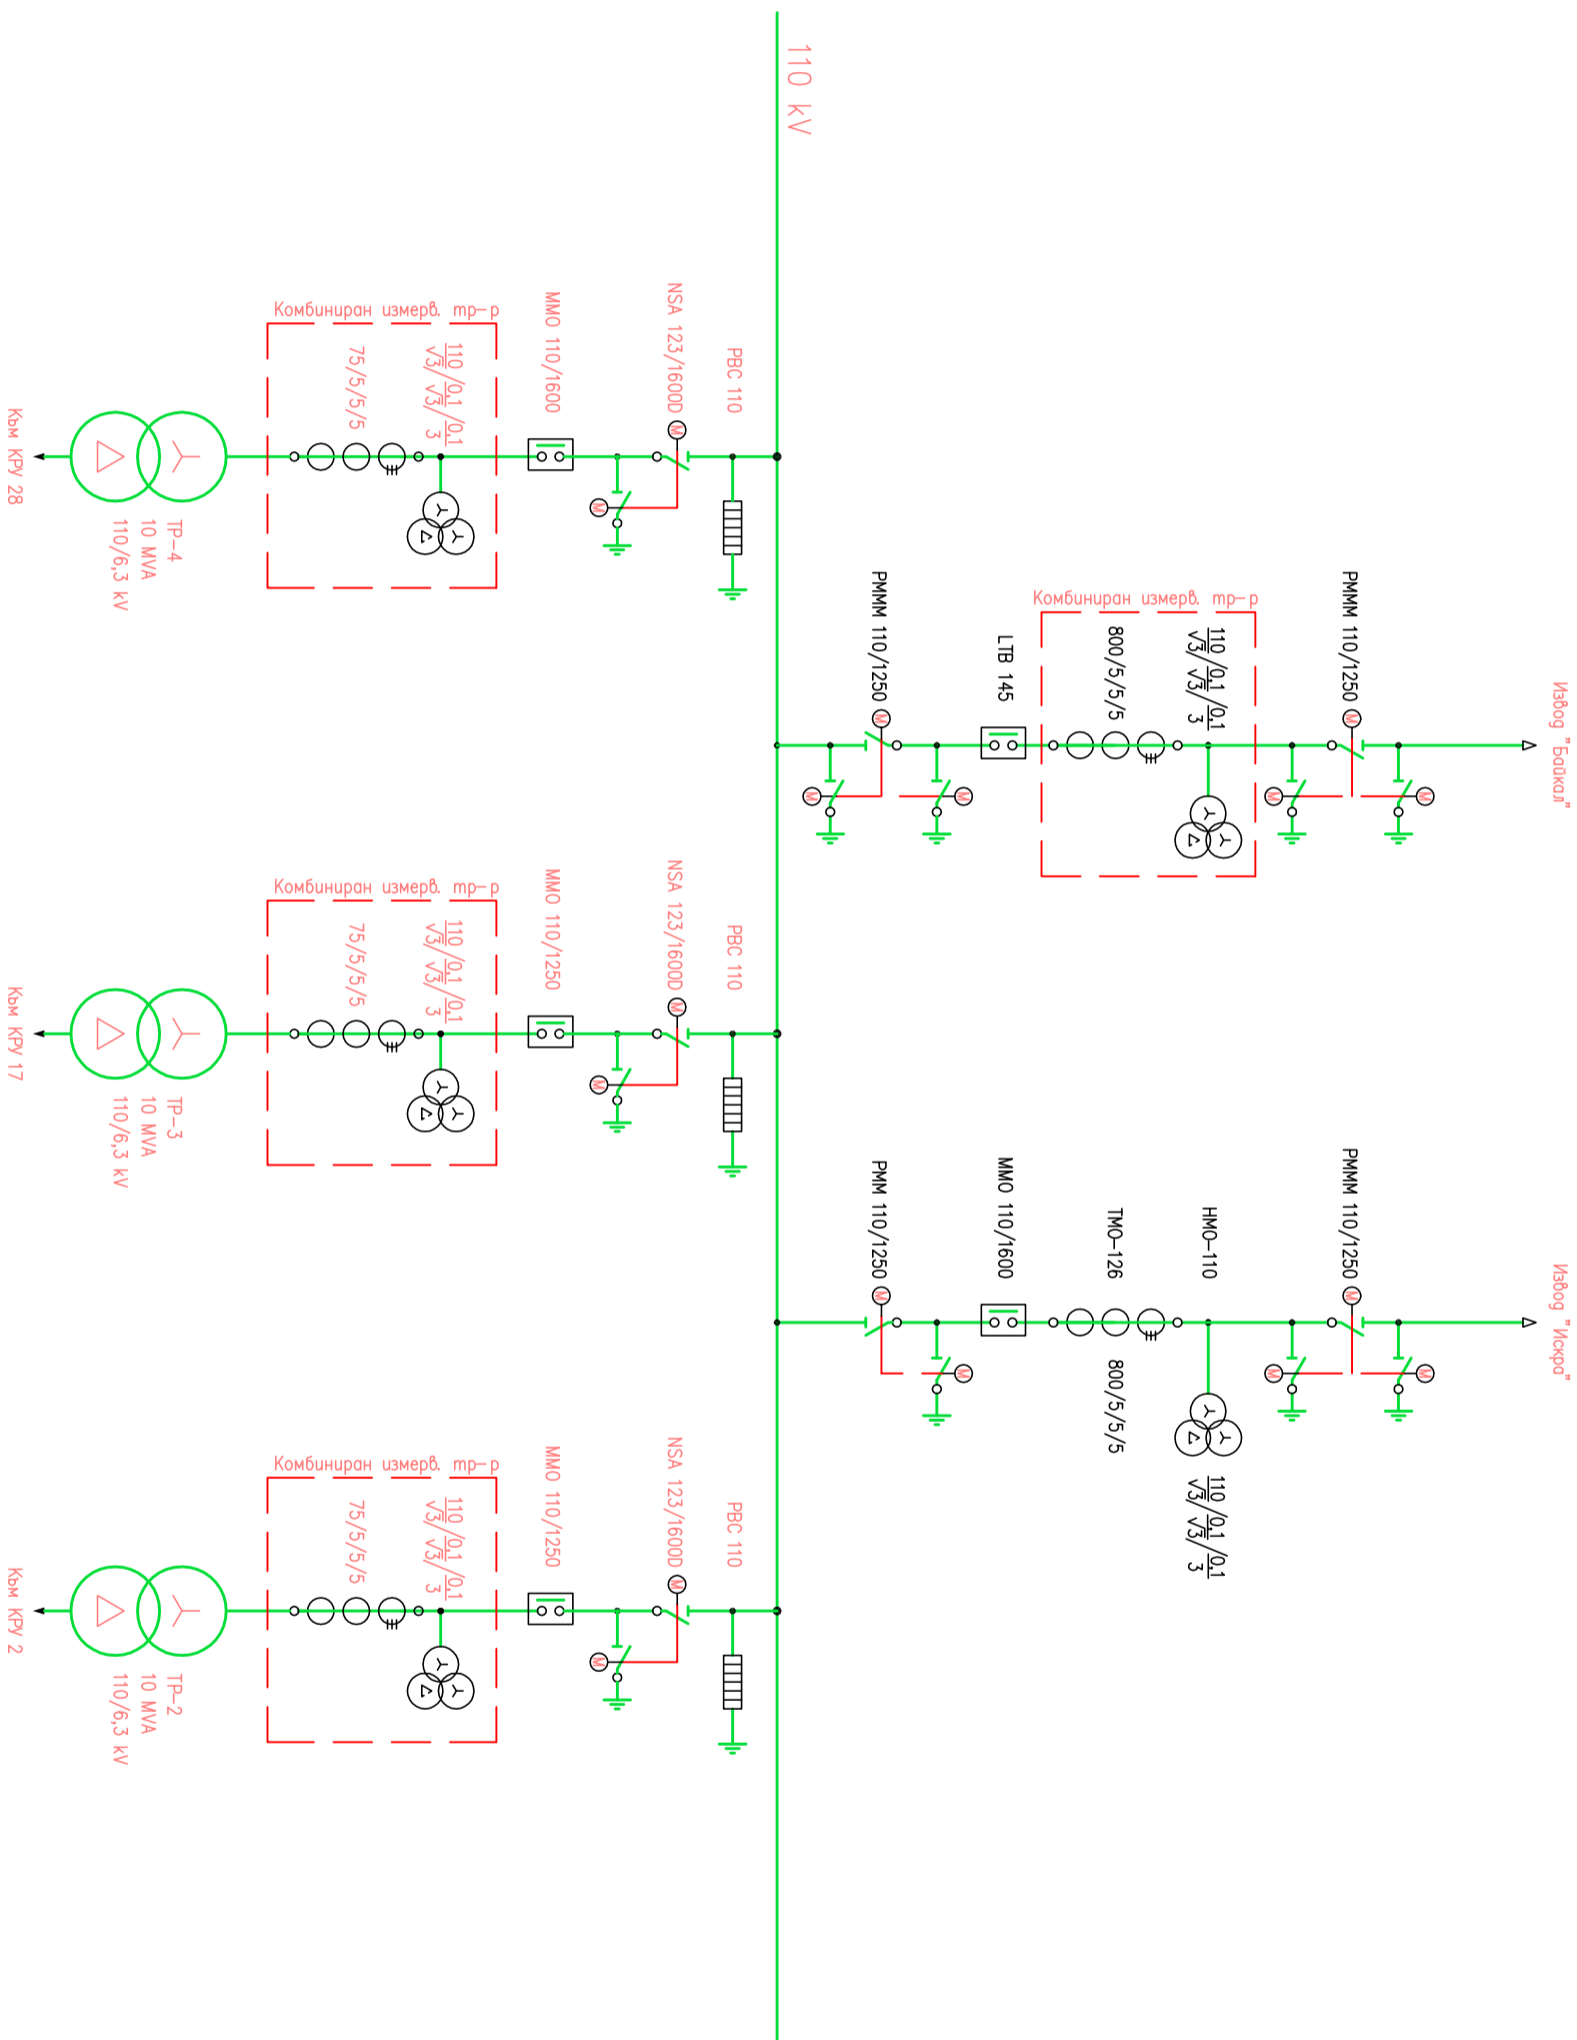 110 kV
Извод "Байкал"
РМММ 110/1250
M
M
M
Комбиниран измерв. тр-р
110/√3/0,1/√3/0,1/3
800/5/5/5
LTB 145
РМММ 110/1250
M
M
M
Извод "Искра"
РМММ 110/1250
M
M
M
НМО-110
110/√3/0,1/√3/0,1/3
ТМО-126
800/5/5/5
ММО 110/1600
РММ 110/1250
M
M
РВС 110
NSA 123/1600D
M
M
ММО 110/1600
Комбиниран измерв. тр-р
110/√3/0,1/√3/0,1/3
75/5/5/5
ТР-4
10 MVA
110/6,3 kV
Към КРУ 28
РВС 110
NSA 123/1600D
M
M
ММО 110/1250
Комбиниран измерв. тр-р
110/√3/0,1/√3/0,1/3
75/5/5/5
ТР-3
10 MVA
110/6,3 kV
Към КРУ 17
РВС 110
NSA 123/1600D
M
M
ММО 110/1250
Комбиниран измерв. тр-р
110/√3/0,1/√3/0,1/3
75/5/5/5
ТР-2
10 MVA
110/6,3 kV
Към КРУ 2